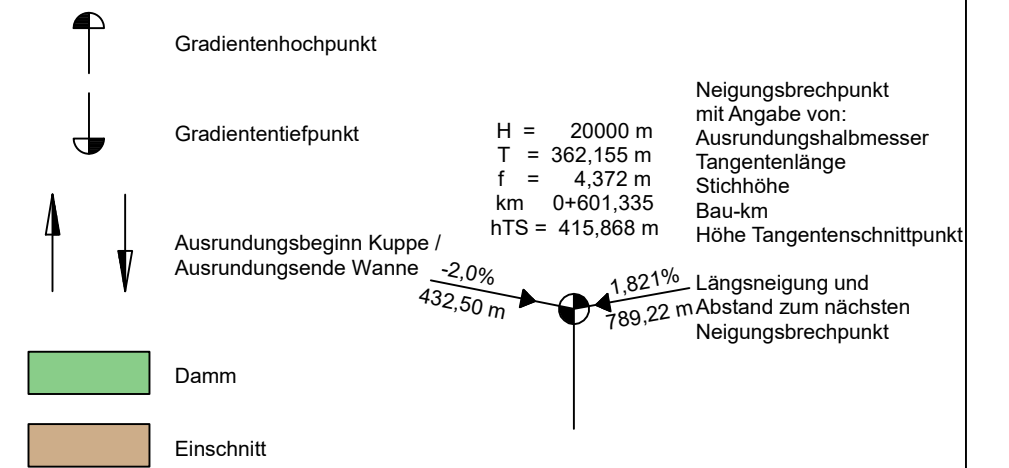 Gradientenhochpunkt
Gradiententiefpunkt
Ausrundungsbeginn Kuppe /
Ausrundungsende Wanne
Damm
Einschnitt
H = 20000 m
T = 362,155 m
f = 4,372 m
km 0+601,335
hTS = 415,868 m
-2,0%
432,50 m
1,821%
789,22 m
Neigungsbrechpunkt
mit Angabe von:
Ausrundungshalbmesser
Tangentenlänge
Stichhöhe
Bau-km
Höhe Tangentenschnittpunkt
Längsneigung und
Abstand zum nächsten
Neigungsbrechpunkt